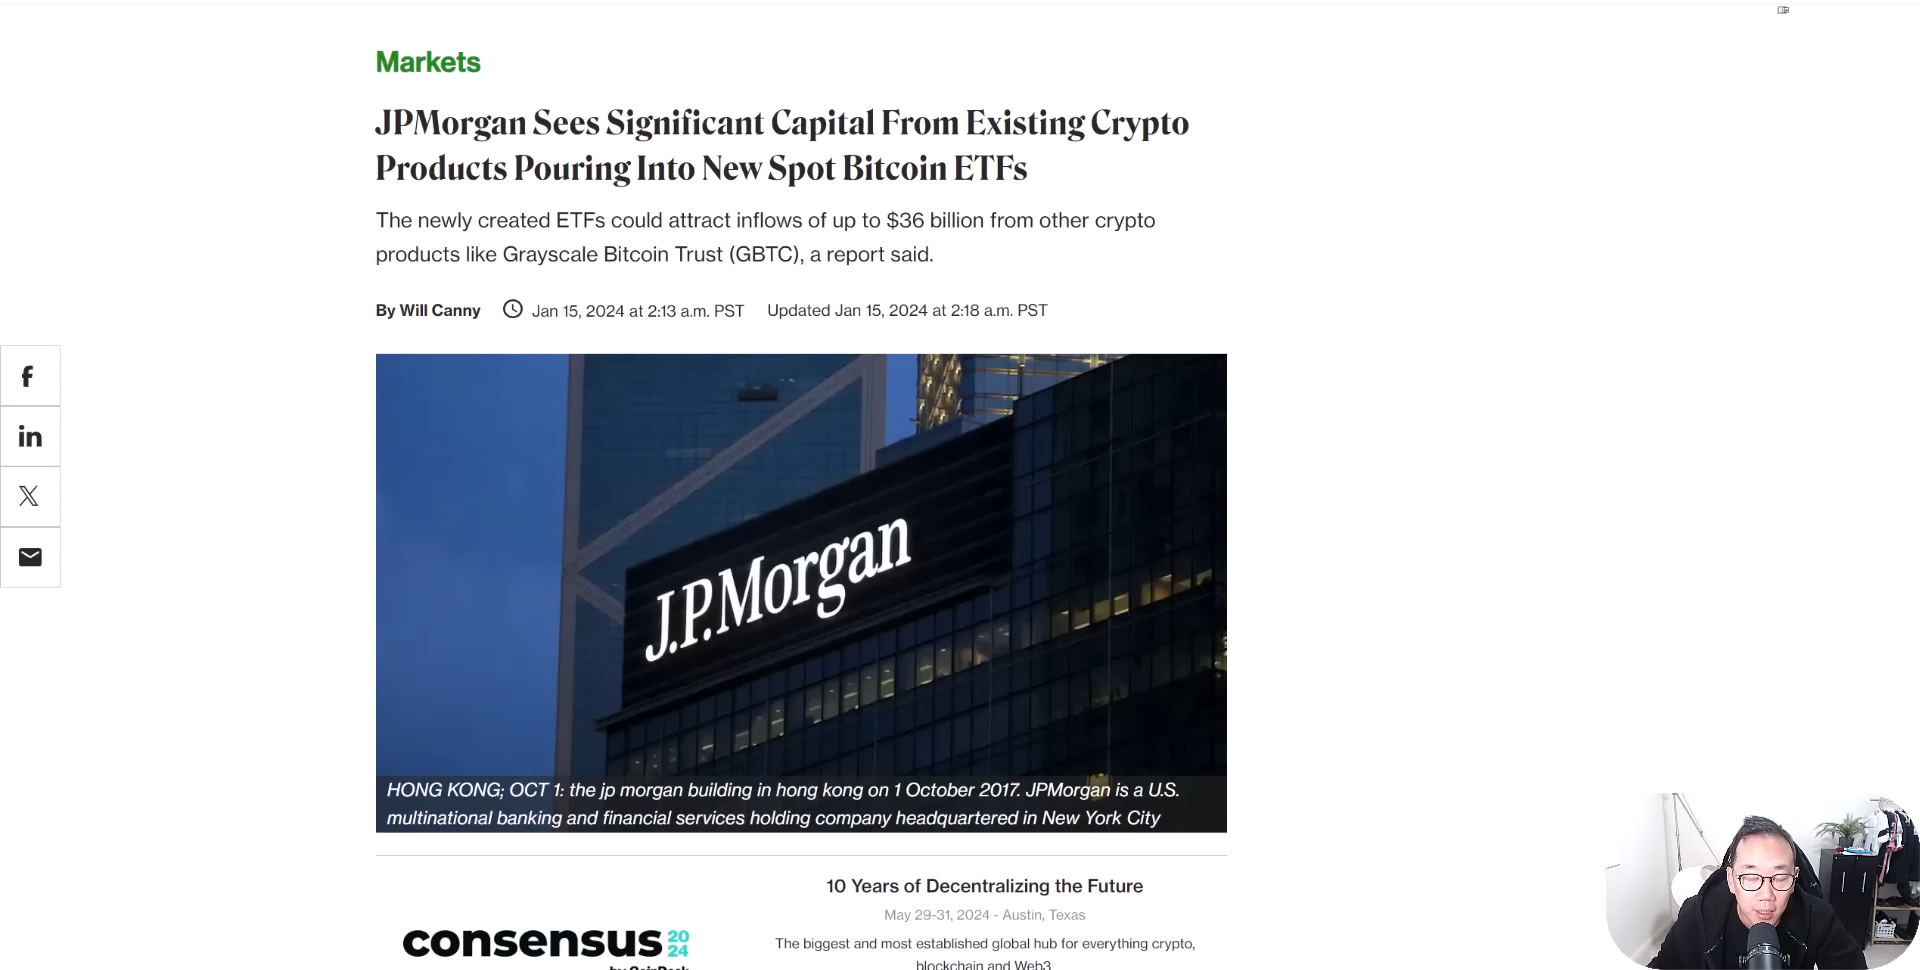 Markets
JPMorgan Sees Significant Capital From Existing Crypto
Products Pouring Into New Spot Bitcoin ETFs
The newly created ETFs could attract inflows of up to $36 billion from other crypto
products like Grayscale Bitcoin Trust (GBTC), a report said.
By Will Canny Jan 15, 2024 at 2:13 a.m. PST Updated Jan 15, 2024 at 2:18 a.m. PST
f
in
X
J.P.Morgan
HONG KONG; OCT 1: the jp morgan building in hong kong on 1 October 2017. JPMorgan is a U.S.
multinational banking and financial services holding company headquartered in New York City
10 Years of Decentralizing the Future
May 29-31, 2024 - Austin, Texas
consensus 2024
The biggest and most established global hub for everything crypto,
blockchain and Web3
by CoinDesk